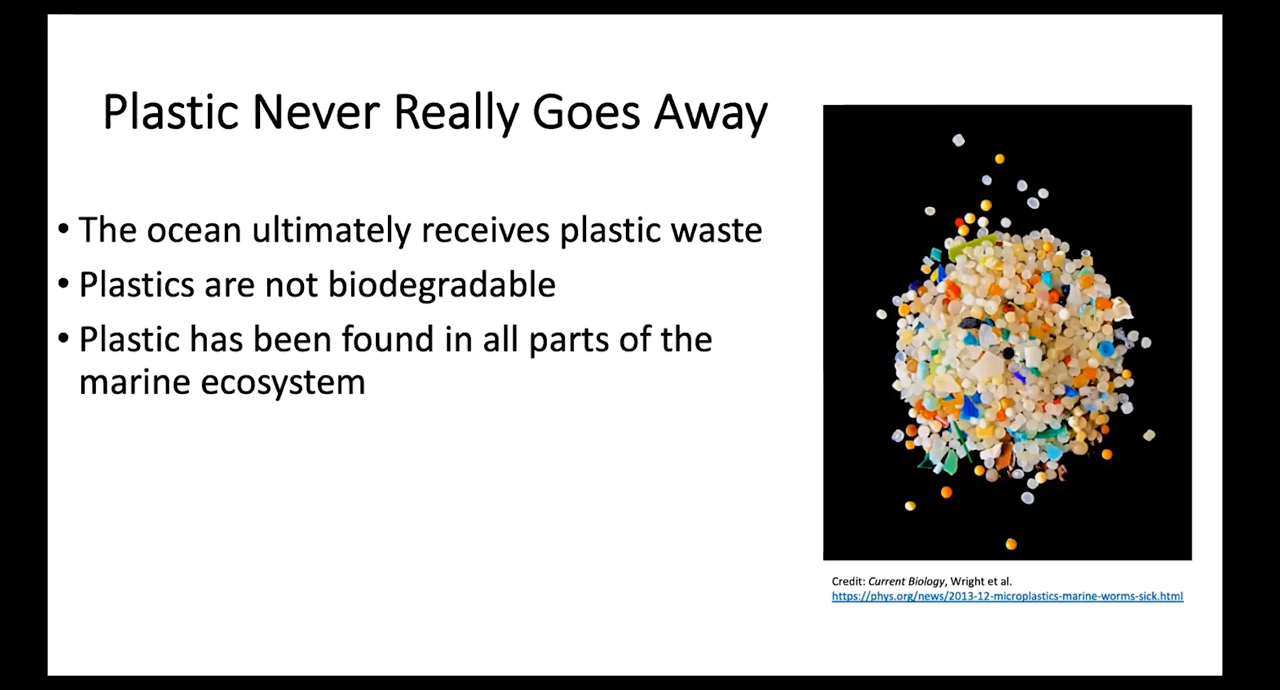 Plastic Never Really Goes Away
• The ocean ultimately receives plastic waste
• Plastics are not biodegradable
• Plastic has been found in all parts of the
marine ecosystem
Credit: Current Biology, Wright et al.
https://phys.org/news/2013-12-microplastics-marine-worms-sick.html